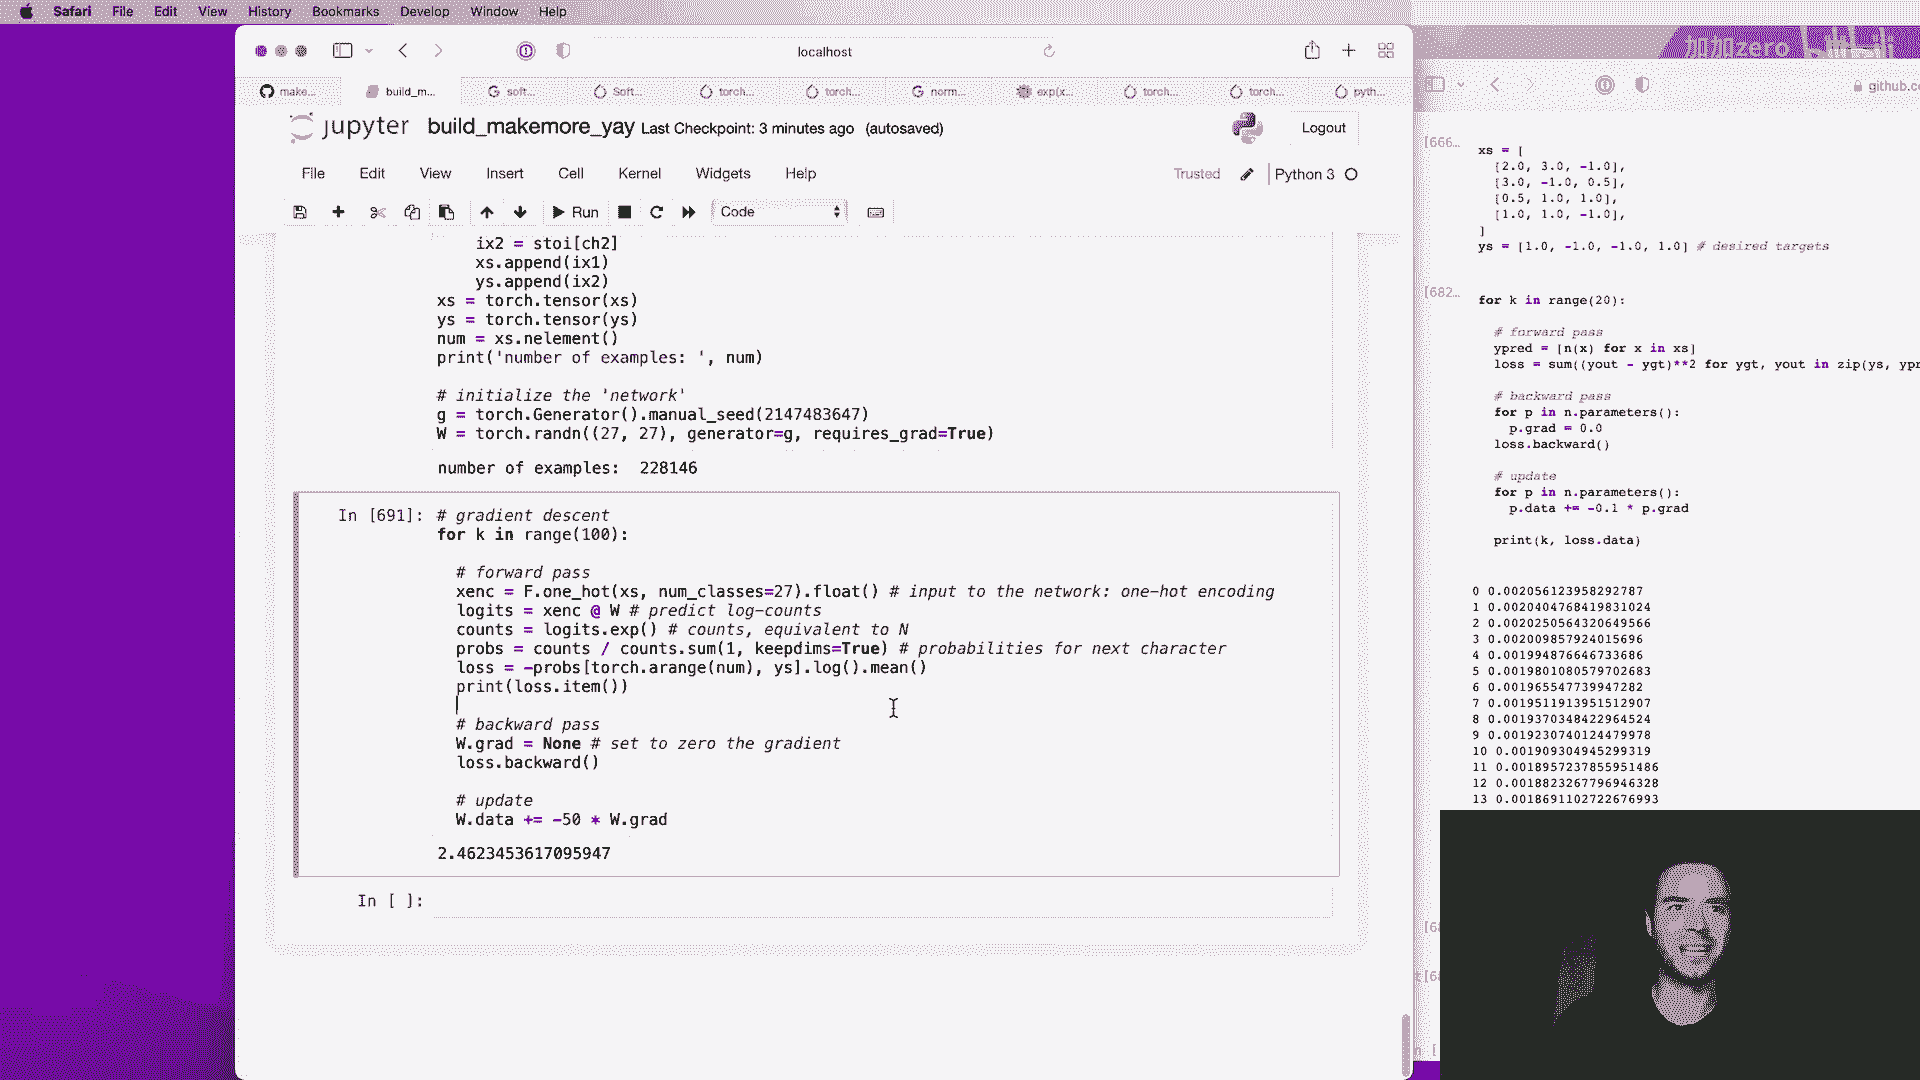 Safari File Edit View History Bookmarks Develop Window Help
localhost
make... build_m... soft... Soft... torch... torch... norm... exp(x... torch... torch... pyth...
jupyter build_makemore_yay Last Checkpoint: 3 minutes ago (autosaved)
Logout
File Edit View Insert Cell Kernel Widgets Help
Trusted Python 3
Run Code
ix2 = stoi[ch2]
xs.append(ix1)
ys.append(ix2)
xs = torch.tensor(xs)
ys = torch.tensor(ys)
num = xs.nelement()
print('number of examples: ', num)
# initialize the 'network'
g = torch.Generator().manual_seed(2147483647)
W = torch.randn((27, 27), generator=g, requires_grad=True)
number of examples:  228146
In [691]: # gradient descent
for k in range(100):
# forward pass
xenc = F.one_hot(xs, num_classes=27).float() # input to the network: one-hot encoding
logits = xenc @ W # predict log-counts
counts = logits.exp() # counts, equivalent to N
probs = counts / counts.sum(1, keepdims=True) # probabilities for next character
loss = -probs[torch.arange(num), ys].log().mean()
print(loss.item())
# backward pass
W.grad = None # set to zero the gradient
loss.backward()
# update
W.data += -50 * W.grad
2.4623453617095947
In [ ]:
加加zero
github.c
[666...
xs = [
[2.0, 3.0, -1.0],
[3.0, -1.0, 0.5],
[0.5, 1.0, 1.0],
[1.0, 1.0, -1.0],
]
ys = [1.0, -1.0, -1.0, 1.0] # desired targets
[682...
for k in range(20):
# forward pass
ypred = [n(x) for x in xs]
loss = sum((yout - ygt)**2 for ygt, yout in zip(ys, ypr
# backward pass
for p in n.parameters():
p.grad = 0.0
loss.backward()
# update
for p in n.parameters():
p.data += -0.1 * p.grad
print(k, loss.data)
0 0.002056123958292787
1 0.0020404768419831024
2 0.0020250564320649566
3 0.002009857924015696
4 0.001994876646733686
5 0.0019801080579702683
6 0.001965547739947282
7 0.0019511913951512907
8 0.0019370348422964524
9 0.0019230740124479978
10 0.001909304945299319
11 0.0018957237855951486
12 0.0018823267796946328
13 0.0018691102722676993